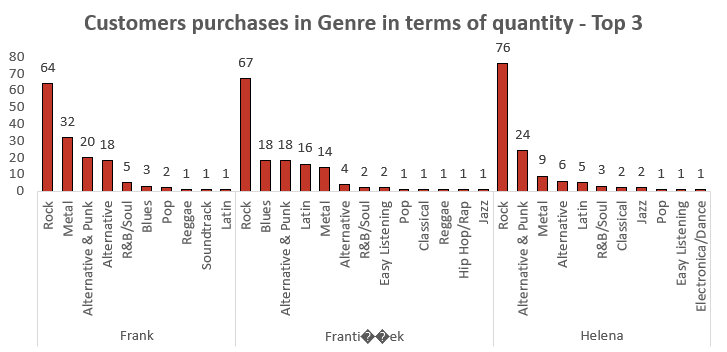 Customers purchases in Genre in terms of quantity - Top 3
80
70
60
50
40
30
20
10
0
64
32
20
18
5
3
2
1
1
1
67
18
18
16
14
4
2
2
1
1
1
1
1
76
24
9
6
5
3
2
2
1
1
1
Rock
Metal
Alternative & Punk
Alternative
R&B/Soul
Blues
Pop
Reggae
Soundtrack
Latin
Rock
Blues
Alternative & Punk
Latin
Metal
Alternative
R&B/Soul
Easy Listening
Pop
Classical
Reggae
Hip Hop/Rap
Jazz
Rock
Alternative & Punk
Metal
Alternative
Latin
R&B/Soul
Classical
Jazz
Pop
Easy Listening
Electronica/Dance
Frank
Franti��ek
Helena